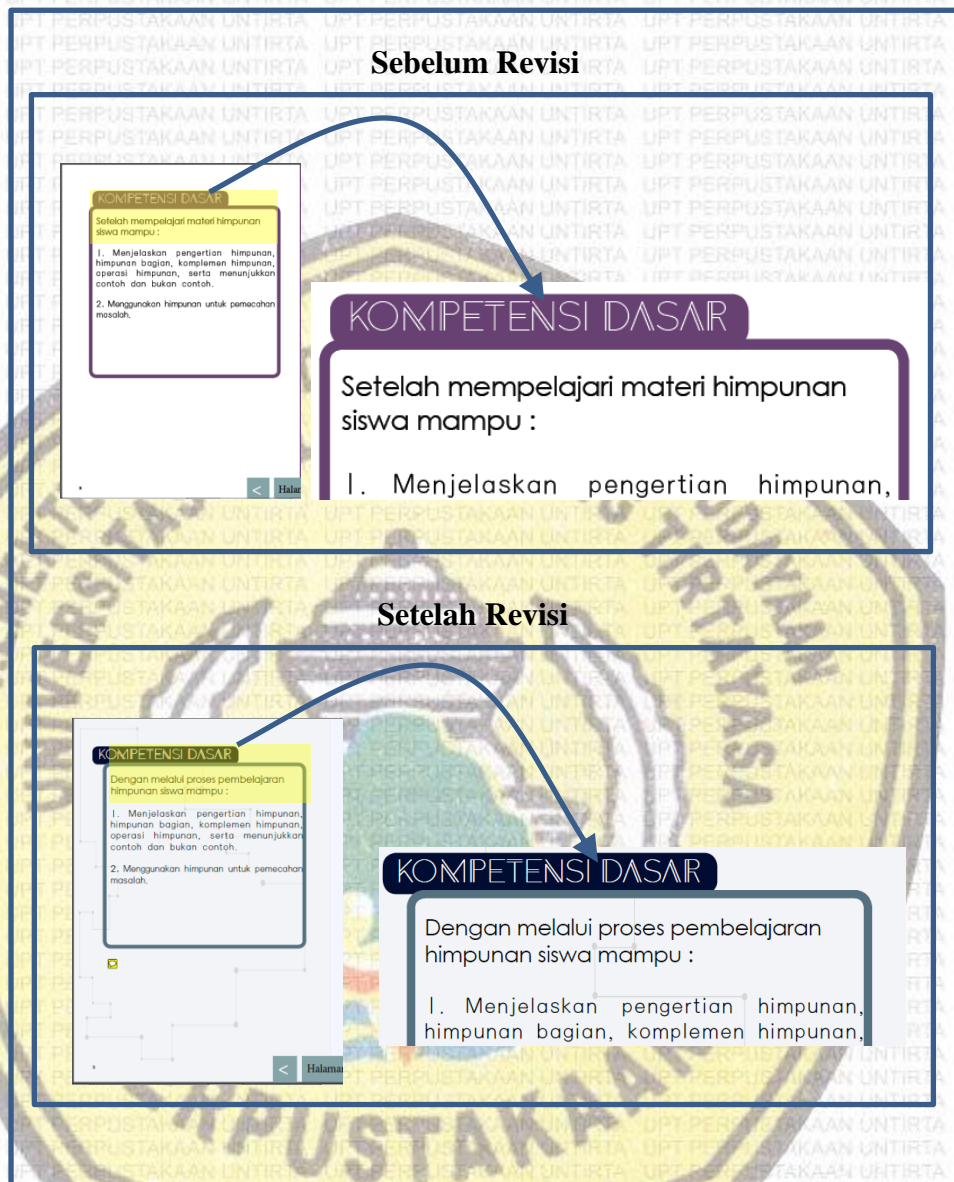 Sebelum Revisi
KOMPETENSI DASAR
Setelah mempelajari materi himpunan
siswa mampu :
1. Menjelaskan pengertian himpunan,
himpunan bagian, komplemen himpunan,
operasi himpunan, serta menunjukkan
contoh dan bukan contoh.
2. Menggunakan himpunan untuk pemecahan
masalah.
< Halam
KOMPETENSI DASAR
Setelah mempelajari materi himpunan
siswa mampu :
1. Menjelaskan pengertian himpunan,
Setelah Revisi
KOMPETENSI DASAR
Dengan melalui proses pembelajaran
himpunan siswa mampu :
1. Menjelaskan pengertian himpunan,
himpunan bagian, komplemen himpunan,
operasi himpunan, serta menunjukkan
contoh dan bukan contoh.
2. Menggunakan himpunan untuk pemecahan
masalah.
< Halaman
KOMPETENSI DASAR
Dengan melalui proses pembelajaran
himpunan siswa mampu :
1. Menjelaskan pengertian himpunan,
himpunan bagian, komplemen himpunan,